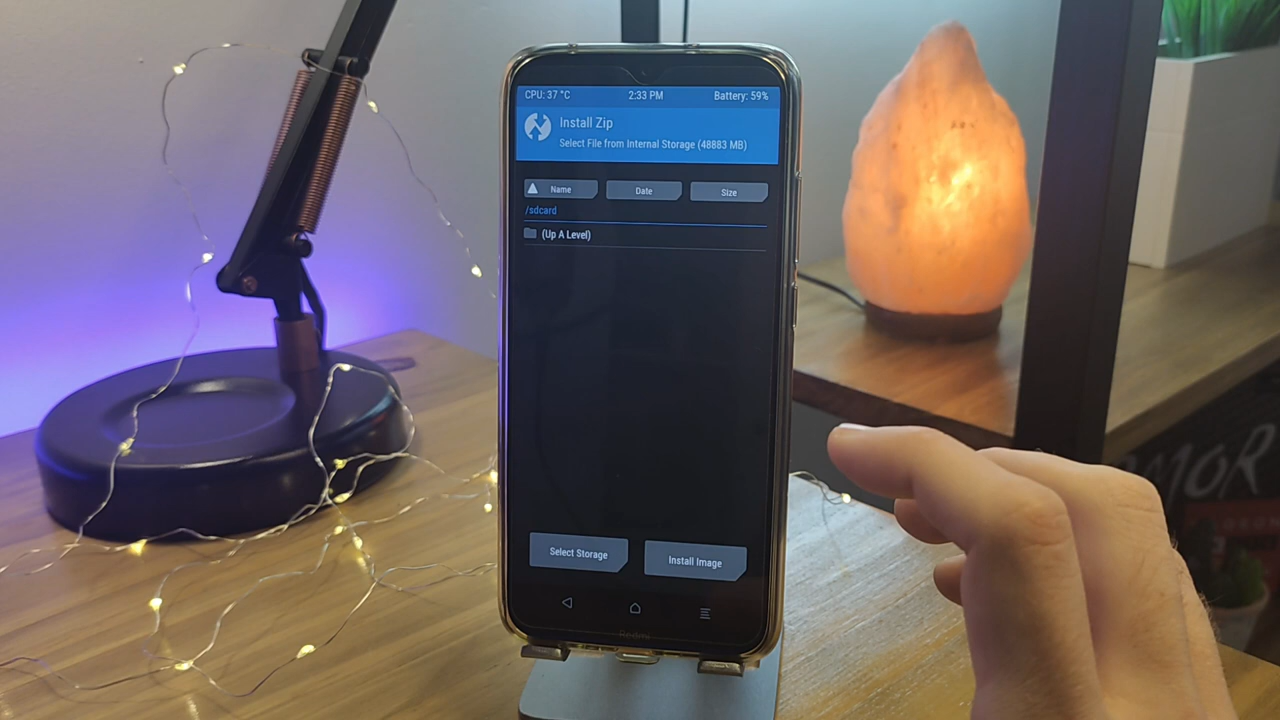 CPU: 37 °C 2:33 PM Battery: 59%
Install Zip
Select File from Internal Storage (48883 MB)
Name Date Size
/sdcard
(Up A Level)
Select Storage Install Image
Redmi